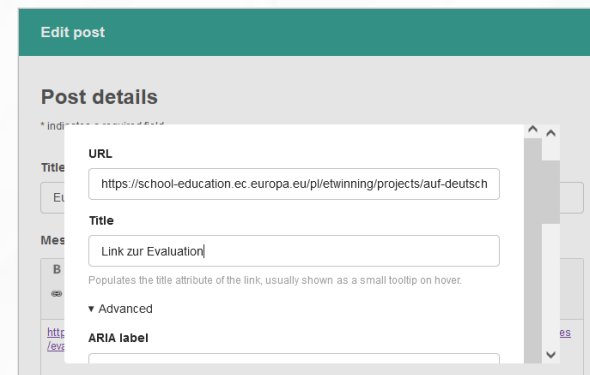 Edit post
Post details
URL
https://school-education.ec.europa.eu/pl/etwinning/projects/auf-deutsch
Title
Title
Link zur Evaluation
Populates the title attribute of the link, usually shown as a small tooltip on hover.
B
▾ Advanced
ARIA label